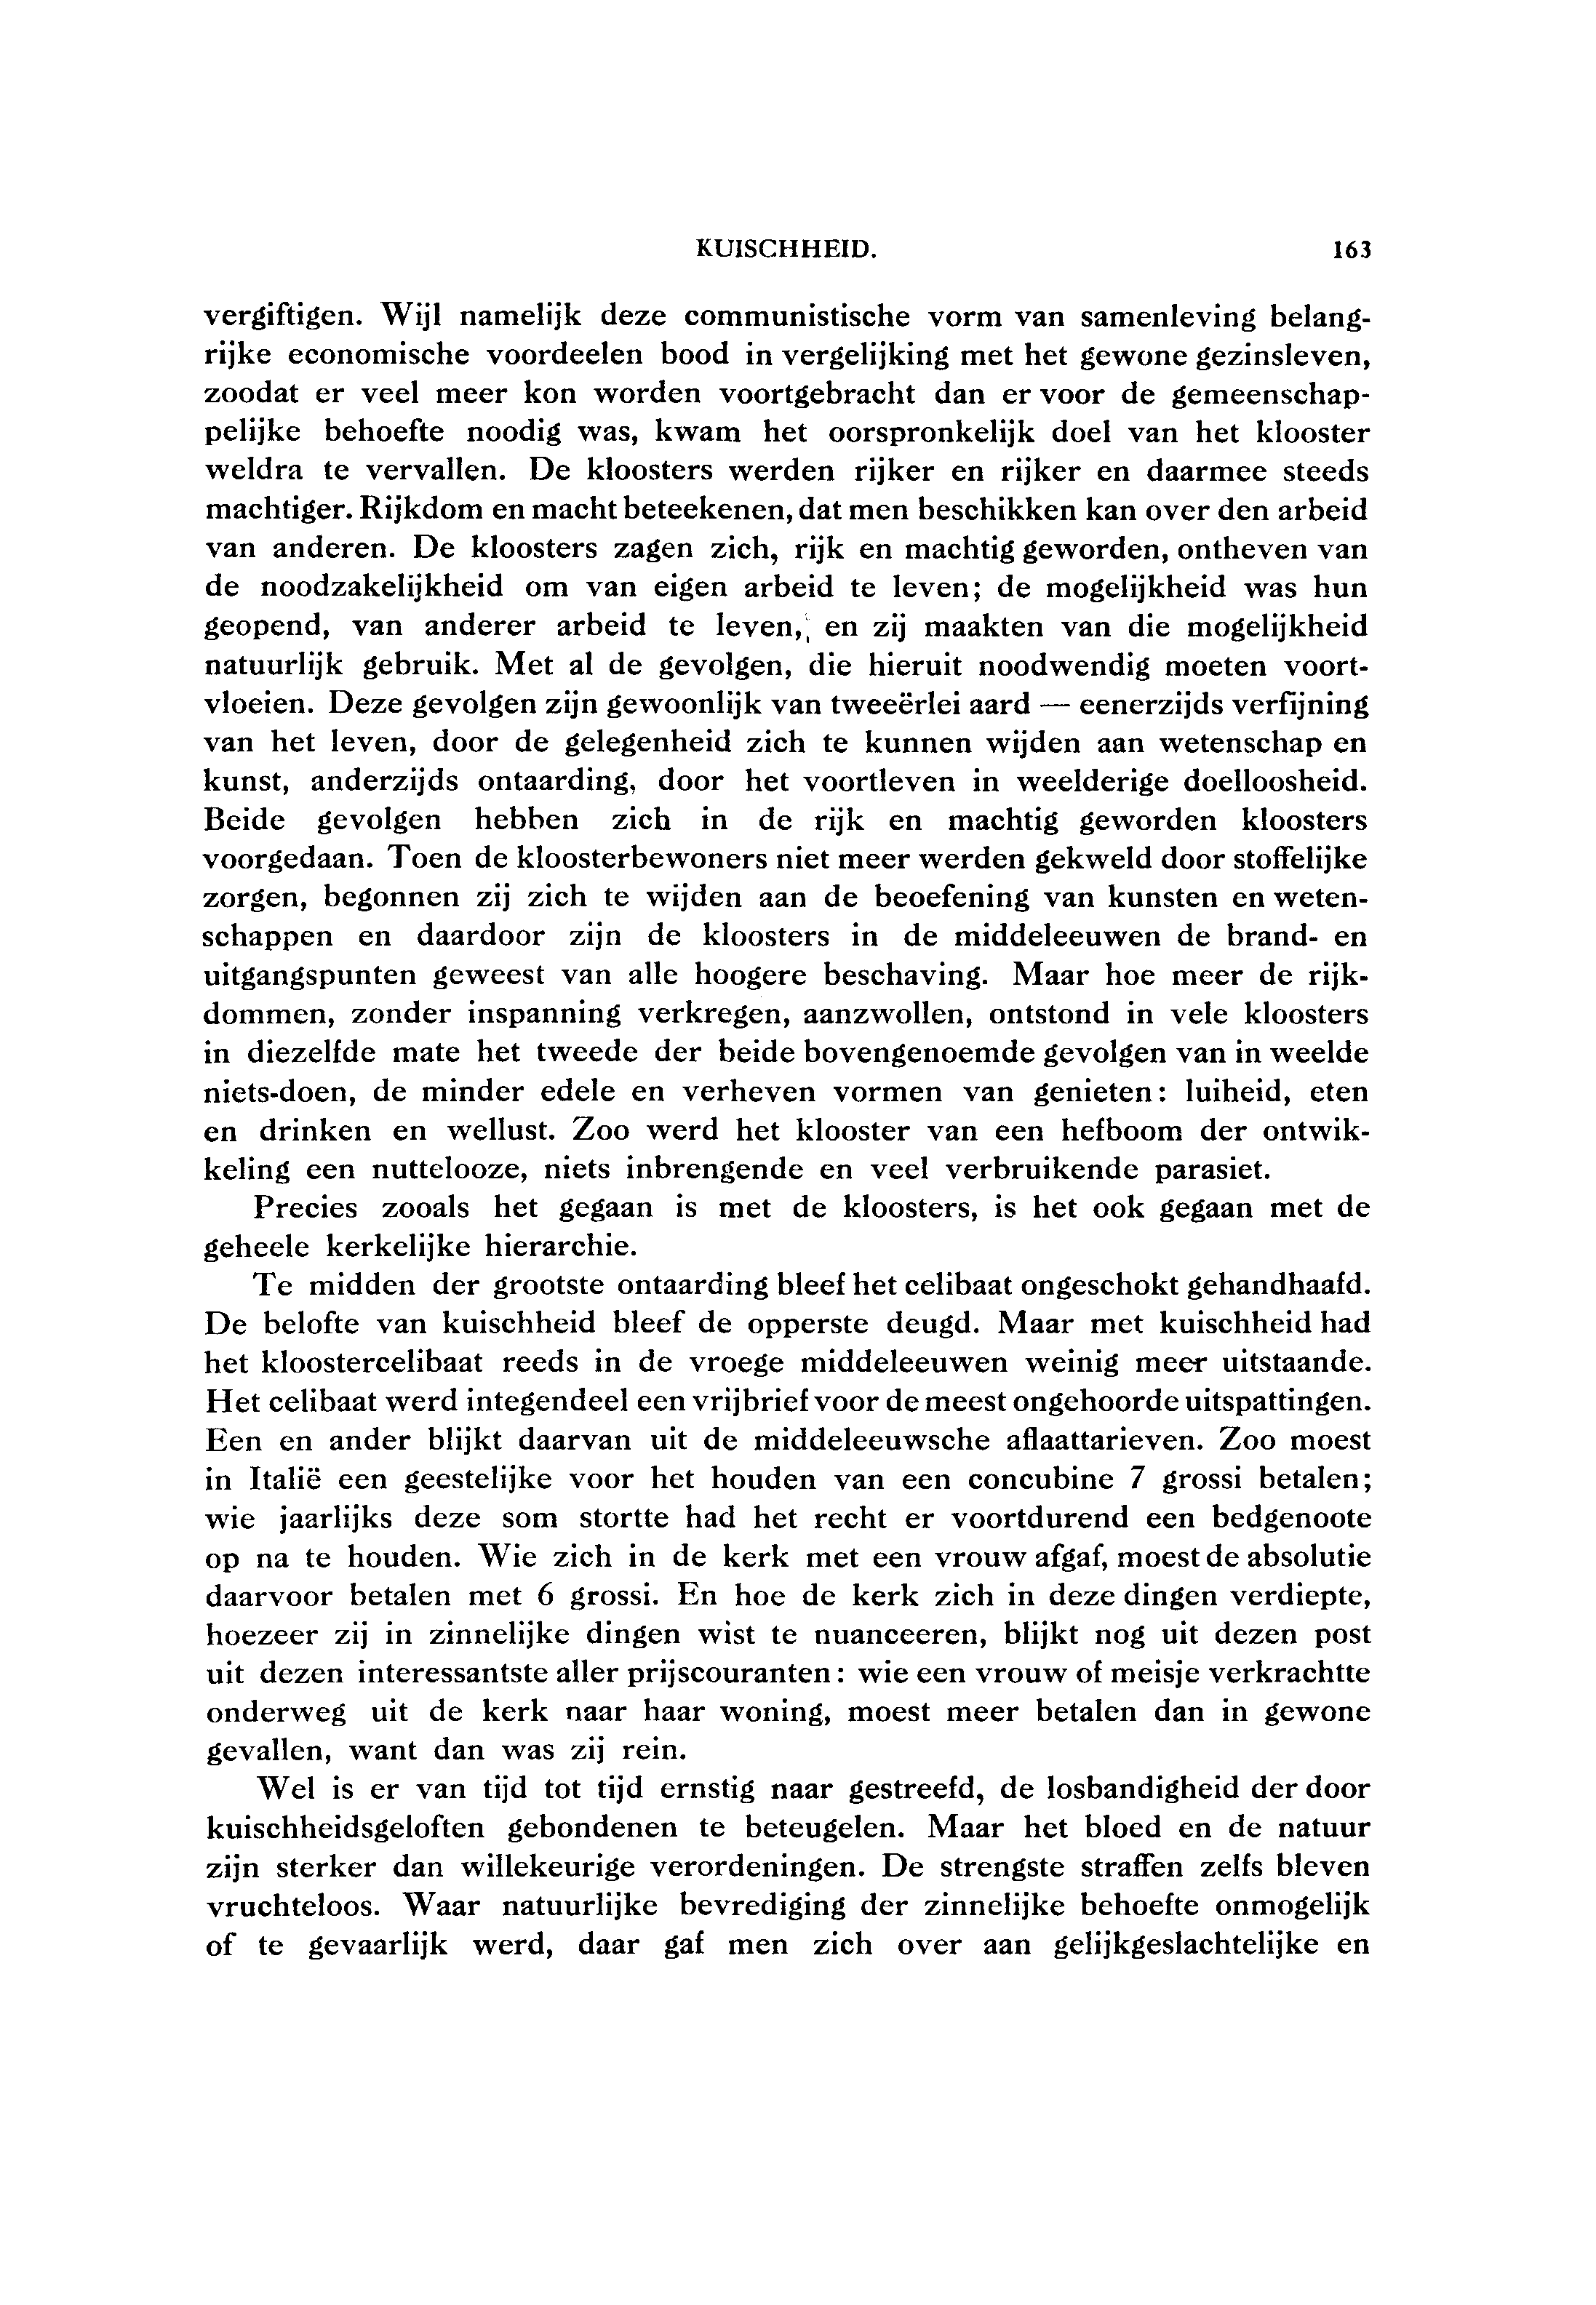 KUISCHHEID. 163
vergiftigen. Wijl namelijk deze communistische vorm van samenleving belang-
rijke economische voordeelen bood in vergelijking met het gewone gezinsleven,
zoodat er veel meer kon worden voortgebracht dan er voor de gemeenschap-
pelijke behoefte noodig was, kwam het oorspronkelijk doel van het klooster
weldra te vervallen. De kloosters werden rijker en rijker en daarmee steeds
machtiger. Rijkdom en macht beteekenen, dat men beschikken kan over den arbeid
van anderen. De kloosters zagen zich, rijk en machtig geworden, ontheven van
de noodzakelijkheid om van eigen arbeid te leven; de mogelijkheid was hun
geopend, van anderer arbeid te leven, en zij maakten van die mogelijkheid
natuurlijk gebruik. Met al de gevolgen, die hieruit noodwendig moeten voort-
vloeien. Deze gevolgen zijn gewoonlijk van tweeërlei aard — eenerzijds verfijning
van het leven, door de gelegenheid zich te kunnen wijden aan wetenschap en
kunst, anderzijds ontaarding, door het voortleven in weelderige doelloosheid.
Beide gevolgen hebben zich in de rijk en machtig geworden kloosters
voorgedaan. Toen de kloosterbewoners niet meer werden gekweld door stoffelijke
zorgen, begonnen zij zich te wijden aan de beoefening van kunsten en weten-
schappen en daardoor zijn de kloosters in de middeleeuwen de brand- en
uitgangspunten geweest van alle hoogere beschaving. Maar hoe meer de rijk-
dommen, zonder inspanning verkregen, aanzwollen, ontstond in vele kloosters
in diezelfde mate het tweede der beide bovengenoemde gevolgen van in weelde
niets-doen, de minder edele en verheven vormen van genieten: luiheid, eten
en drinken en wellust. Zoo werd het klooster van een hefboom der ontwik-
keling een nuttelooze, niets inbrengende en veel verbruikende parasiet.
Precies zooals het gegaan is met de kloosters, is het ook gegaan met de
geheele kerkelijke hierarchie.
Te midden der grootste ontaarding bleef het celibaat ongeschokt gehandhaafd.
De belofte van kuischheid bleef de opperste deugd. Maar met kuischheid had
het kloostercelibaat reeds in de vroege middeleeuwen weinig meer uitstaande.
Het celibaat werd integendeel een vrijbrief voor de meest ongehoorde uitspattingen.
Een en ander blijkt daarvan uit de middeleeuwsche aflaattarieven. Zoo moest
in Italië een geestelijke voor het houden van een concubine 7 grossi betalen;
wie jaarlijks deze som stortte had het recht er voortdurend een bedgenoote
op na te houden. Wie zich in de kerk met een vrouw afgaf, moest de absolutie
daarvoor betalen met 6 grossi. En hoe de kerk zich in deze dingen verdiepte,
hoezeer zij in zinnelijke dingen wist te nuanceeren, blijkt nog uit dezen post
uit dezen interessantste aller prijscouranten: wie een vrouw of meisje verkrachtte
onderweg uit de kerk naar haar woning, moest meer betalen dan in gewone
gevallen, want dan was zij rein.
Wel is er van tijd tot tijd ernstig naar gestreefd, de losbandigheid der door
kuischheidsgeloften gebondenen te beteugelen. Maar het bloed en de natuur
zijn sterker dan willekeurige verordeningen. De strengste straffen zelfs bleven
vruchteloos. Waar natuurlijke bevrediging der zinnelijke behoefte onmogelijk
of te gevaarlijk werd, daar gaf men zich over aan gelijkgeslachtelijke en